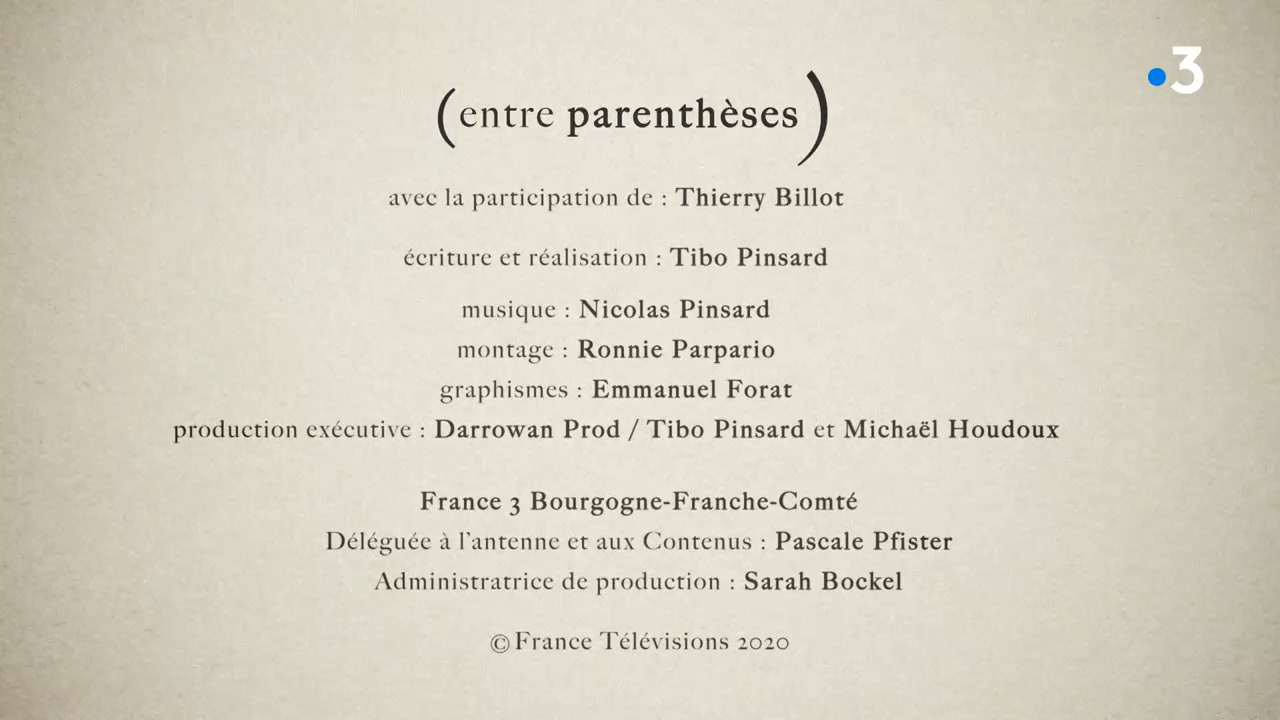 3
(entre parenthèses)
avec la participation de : Thierry Billot
écriture et réalisation : Tibo Pinsard
musique : Nicolas Pinsard
montage : Ronnie Parpario
graphismes : Emmanuel Forat
production exécutive : Darrowan Prod / Tibo Pinsard et Michaël Houdoux
France 3 Bourgogne-Franche-Comté
Déléguée à l'antenne et aux Contenus : Pascale Pfister
Administratrice de production : Sarah Bockel
© France Télévisions 2020